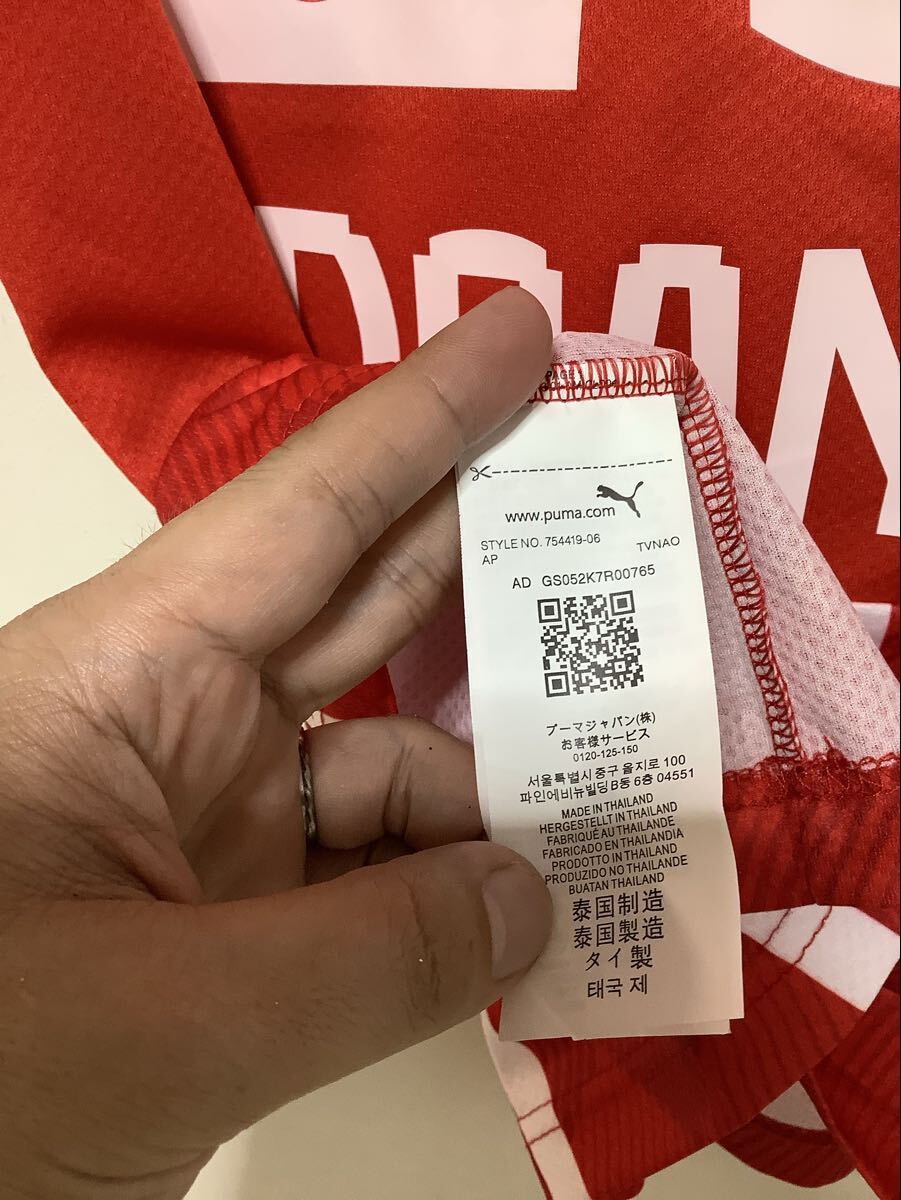 www.puma.com
STYLE NO. 754419-06
AP
TVNAO
AD GS052K7R00765
プーマジャパン(株)
お客様サービス
0120-125-150
서울특별시 중구 을지로 100
파인에비뉴빌딩 B동 6층 04551
MADE IN THAILAND
HERGESTELLT IN THAILAND
FABRIQUÉ AU THAILANDE
FABRICADO EN THAILANDIA
PRODOTTO IN THAILAND
PRODUZIDO NO THAILANDE
BUATAN THAILAND
泰国制造
泰國製造
タイ製
태국 제